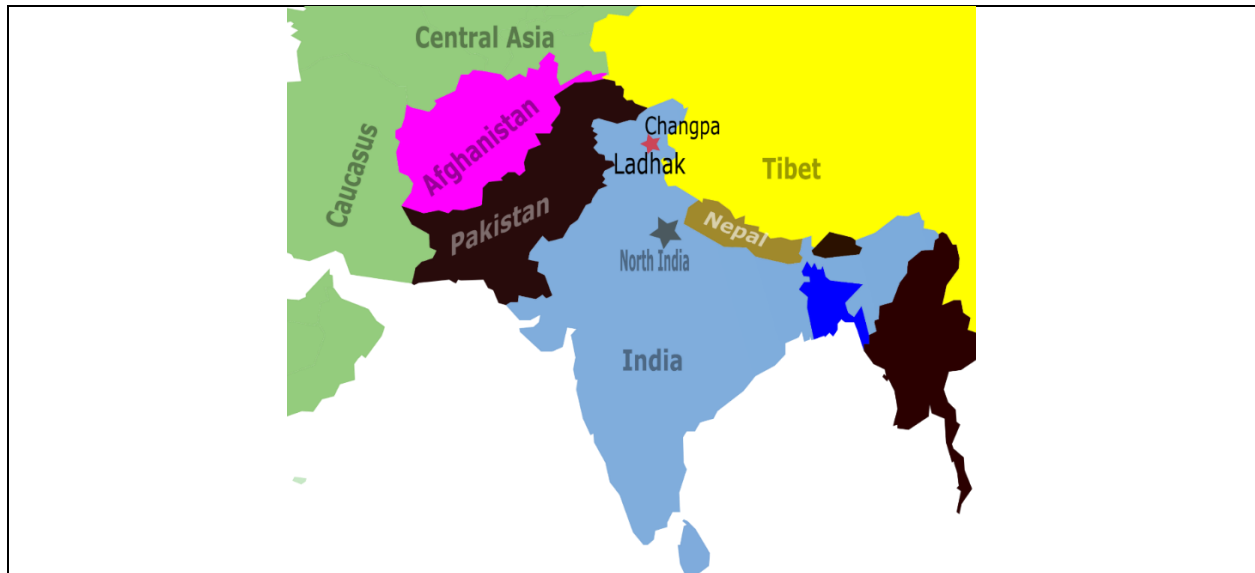 Central Asia
Changpa
Afghanistan
Ladhak
Tibet
Caucasus
Pakistan
Nepal
North India
India